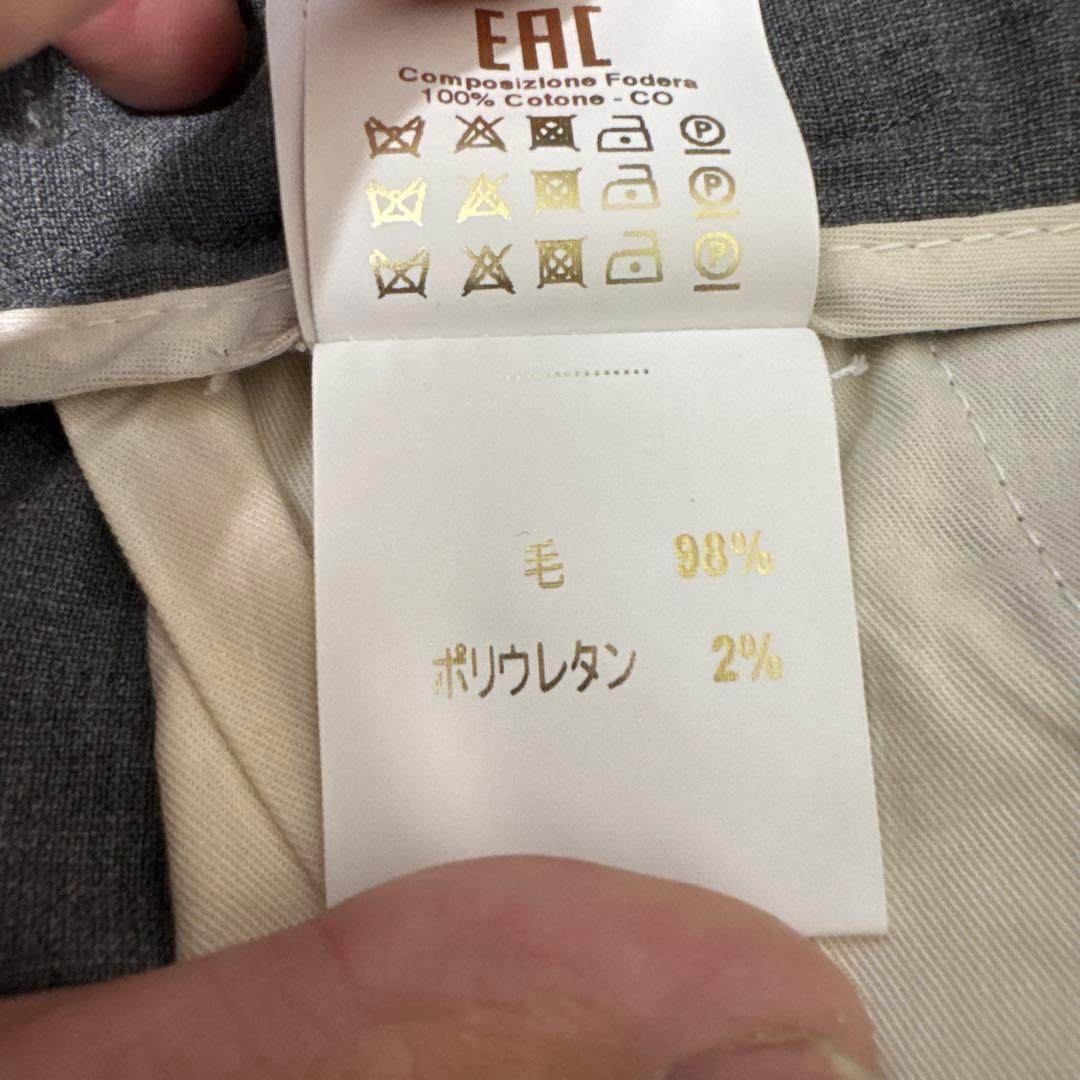 EAC
Composizione Fodera
100% Cotone - CO
P
P
P
毛 98%
ポリウレタン 2%